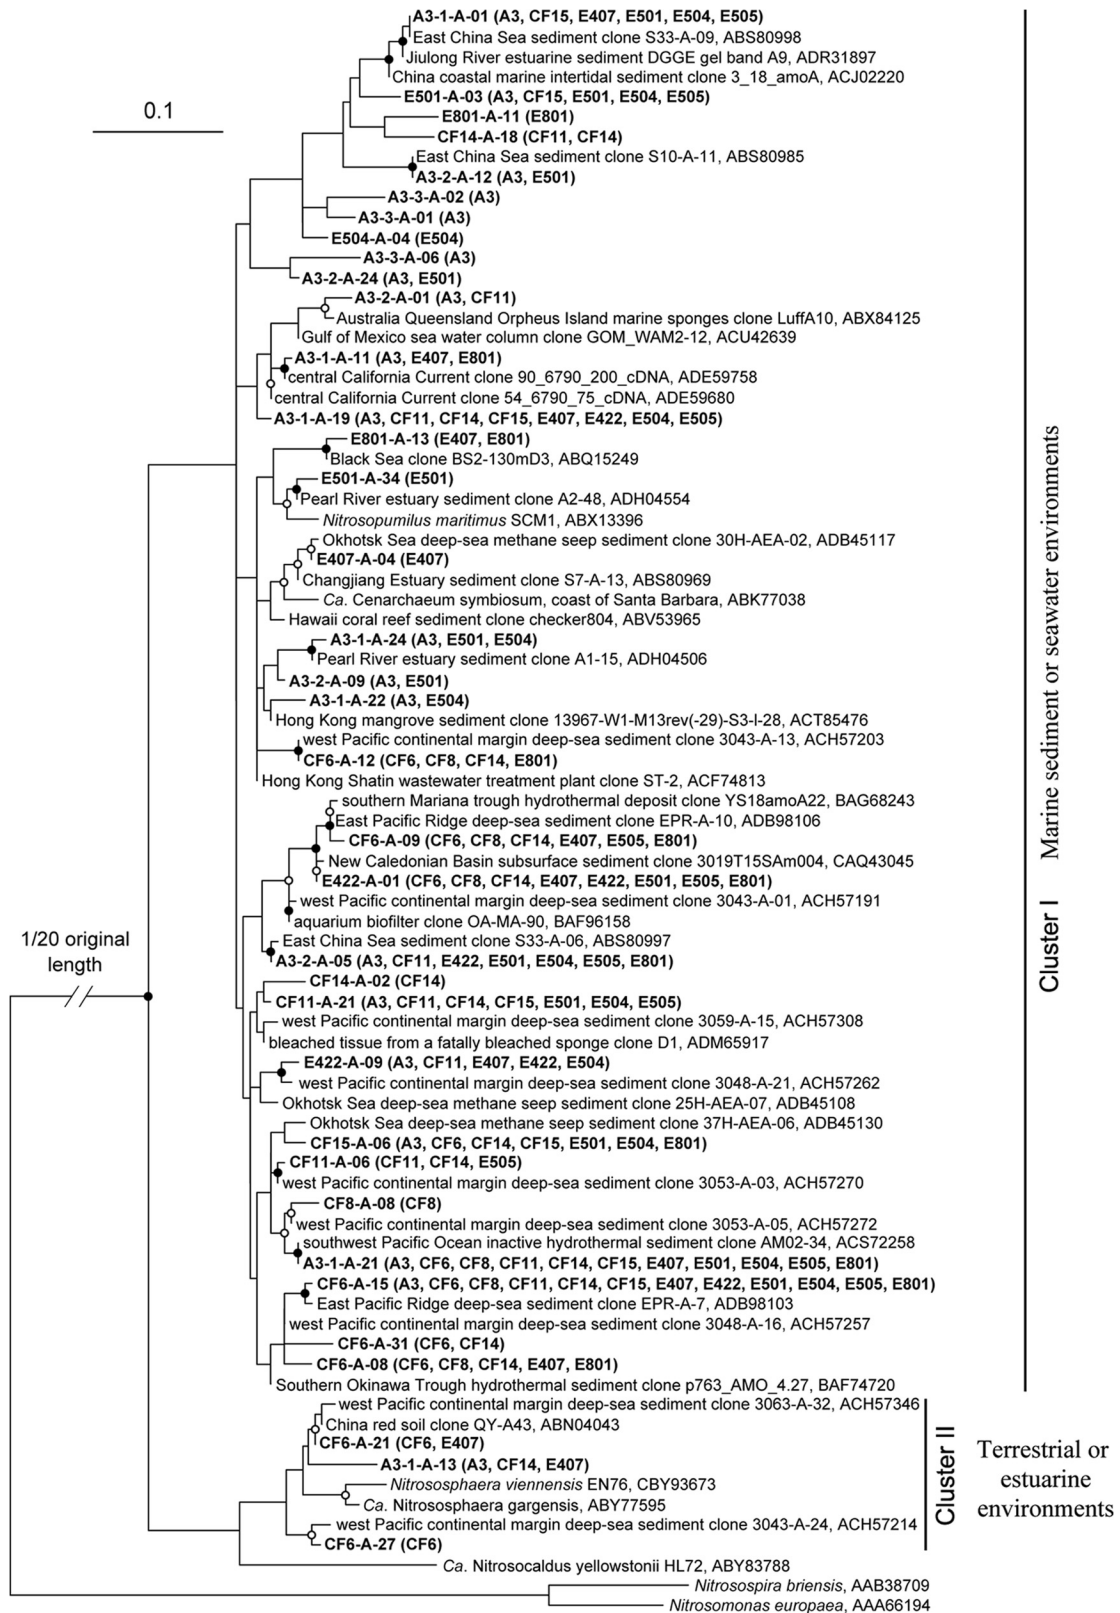 A3-1-A-01 (A3, CF15, E407, E501, E504, E505)
East China Sea sediment clone S33-A-09, ABS80998
Jiulong River estuarine sediment DGGE gel band A9, ADR31897
China coastal marine intertidal sediment clone 3_18_amoA, ACJ02220
E501-A-03 (A3, CF15, E501, E504, E505)
0.1
E801-A-11 (E801)
CF14-A-18 (CF11, CF14)
East China Sea sediment clone S10-A-11, ABS80985
A3-2-A-12 (A3, E501)
A3-3-A-02 (A3)
A3-3-A-01 (A3)
E504-A-04 (E504)
A3-3-A-06 (A3)
A3-2-A-24 (A3, E501)
A3-2-A-01 (A3, CF11)
Australia Queensland Orpheus Island marine sponges clone LuffA10, ABX84125
Gulf of Mexico sea water column clone GOM_WAM2-12, ACU42639
A3-1-A-11 (A3, E407, E801)
central California Current clone 90_6790_200_cDNA, ADE59758
central California Current clone 54_6790_75_cDNA, ADE59680
A3-1-A-19 (A3, CF11, CF14, CF15, E407, E422, E504, E505)
E801-A-13 (E407, E801)
Black Sea clone BS2-130mD3, ABQ15249
E501-A-34 (E501)
Pearl River estuary sediment clone A2-48, ADH04554
Nitrosopumilus maritimus SCM1, ABX13396
Okhotsk Sea deep-sea methane seep sediment clone 30H-AEA-02, ADB45117
E407-A-04 (E407)
Changjiang Estuary sediment clone S7-A-13, ABS80969
Ca. Cenarchaeum symbiosum, coast of Santa Barbara, ABK77038
Hawaii coral reef sediment clone checker804, ABV53965
A3-1-A-24 (A3, E501, E504)
Pearl River estuary sediment clone A1-15, ADH04506
A3-2-A-09 (A3, E501)
A3-1-A-22 (A3, E504)
Hong Kong mangrove sediment clone 13967-W1-M13rev(-29)-S3-I-28, ACT85476
west Pacific continental margin deep-sea sediment clone 3043-A-13, ACH57203
CF6-A-12 (CF6, CF8, CF14, E801)
Hong Kong Shatin wastewater treatment plant clone ST-2, ACF74813
southern Mariana trough hydrothermal deposit clone YS18amoA22, BAG68243
East Pacific Ridge deep-sea sediment clone EPR-A-10, ADB98106
CF6-A-09 (CF6, CF8, CF14, E407, E505, E801)
New Caledonian Basin subsurface sediment clone 3019T15SAm004, CAQ43045
E422-A-01 (CF6, CF8, CF14, E407, E422, E501, E505, E801)
west Pacific continental margin deep-sea sediment clone 3043-A-01, ACH57191
aquarium biofilter clone OA-MA-90, BAF96158
East China Sea sediment clone S33-A-06, ABS80997
A3-2-A-05 (A3, CF11, E422, E501, E504, E505, E801)
CF14-A-02 (CF14)
CF11-A-21 (A3, CF11, CF14, CF15, E501, E504, E505)
west Pacific continental margin deep-sea sediment clone 3059-A-15, ACH57308
bleached tissue from a fatally bleached sponge clone D1, ADM65917
E422-A-09 (A3, CF11, E407, E422, E504)
west Pacific continental margin deep-sea sediment clone 3048-A-21, ACH57262
Okhotsk Sea deep-sea methane seep sediment clone 25H-AEA-07, ADB45108
Okhotsk Sea deep-sea methane seep sediment clone 37H-AEA-06, ADB45130
CF15-A-06 (A3, CF6, CF14, CF15, E501, E504, E801)
CF11-A-06 (CF11, CF14, E505)
west Pacific continental margin deep-sea sediment clone 3053-A-03, ACH57270
CF8-A-08 (CF8)
west Pacific continental margin deep-sea sediment clone 3053-A-05, ACH57272
southwest Pacific Ocean inactive hydrothermal sediment clone AM02-34, ACS72258
A3-1-A-21 (A3, CF6, CF8, CF11, CF14, CF15, E407, E501, E504, E505, E801)
CF6-A-15 (A3, CF6, CF8, CF11, CF14, CF15, E407, E422, E501, E504, E505, E801)
East Pacific Ridge deep-sea sediment clone EPR-A-7, ADB98103
west Pacific continental margin deep-sea sediment clone 3048-A-16, ACH57257
CF6-A-31 (CF6, CF14)
CF6-A-08 (CF6, CF8, CF14, E407, E801)
Southern Okinawa Trough hydrothermal sediment clone p763_AMO_4.27, BAF74720
west Pacific continental margin deep-sea sediment clone 3063-A-32, ACH57346
China red soil clone QY-A43, ABN04043
CF6-A-21 (CF6, E407)
A3-1-A-13 (A3, CF14, E407)
Nitrososphaera viennensis EN76, CBY93673
Ca. Nitrososphaera gargensis, ABY77595
west Pacific continental margin deep-sea sediment clone 3043-A-24, ACH57214
CF6-A-27 (CF6)
Ca. Nitrosocaldus yellowstonii HL72, ABY83788
Nitrosospira briensis, AAB38709
Nitrosomonas europaea, AAA66194
1/20 original
length
Cluster I
Marine sediment or seawater environments
Cluster II
Terrestrial or
estuarine
environments